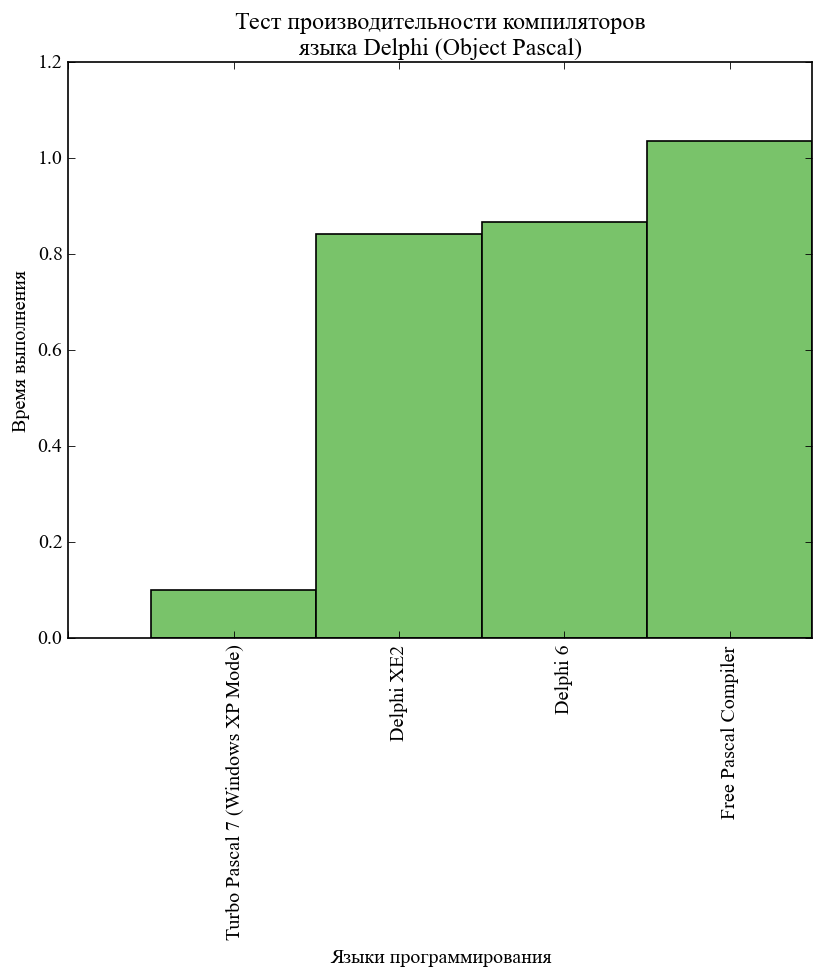 Тест производительности компиляторов
языка Delphi (Object Pascal)
1.2
1.0
0.8
0.6
0.4
0.2
0.0
Время выполнения
Turbo Pascal 7 (Windows XP Mode)
Delphi XE2
Delphi 6
Free Pascal Compiler
Языки программирования